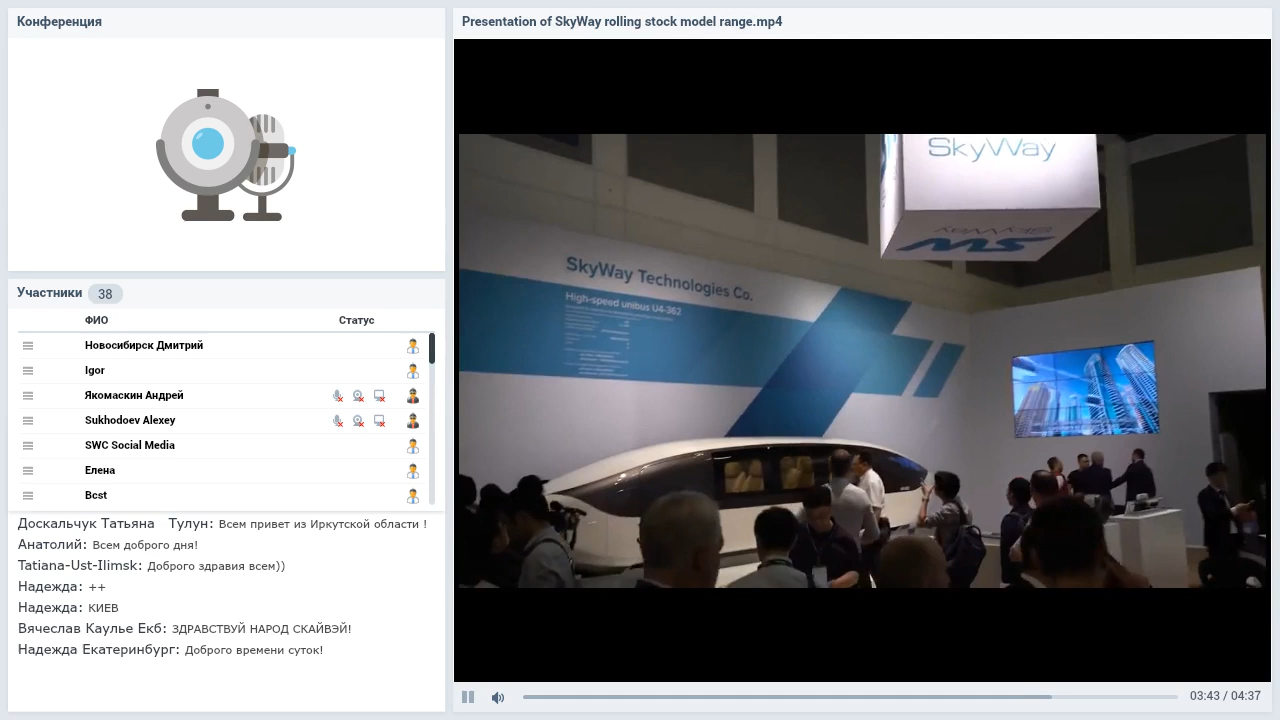 Конференция
Участники 38
ФИО Статус
Новосибирск Дмитрий
Igor
Якомаскин Андрей
Sukhodoev Alexey
SWC Social Media
Елена
Bcst
Доскальчук Татьяна Тулун: Всем привет из Иркутской области !
Анатолий: Всем доброго дня!
Tatiana-Ust-Ilimsk: Доброго здравия всем))
Надежда: ++
Надежда: КИЕВ
Вячеслав Каулье Екб: ЗДРАВСТВУЙ НАРОД СКАЙВЭЙ!
Надежда Екатеринбург: Доброго времени суток!
Presentation of SkyWay rolling stock model range.mp4
SkyWay
SKYWAY
SkyWay Technologies Co.
High-speed unibus U4-362
03:43 / 04:37